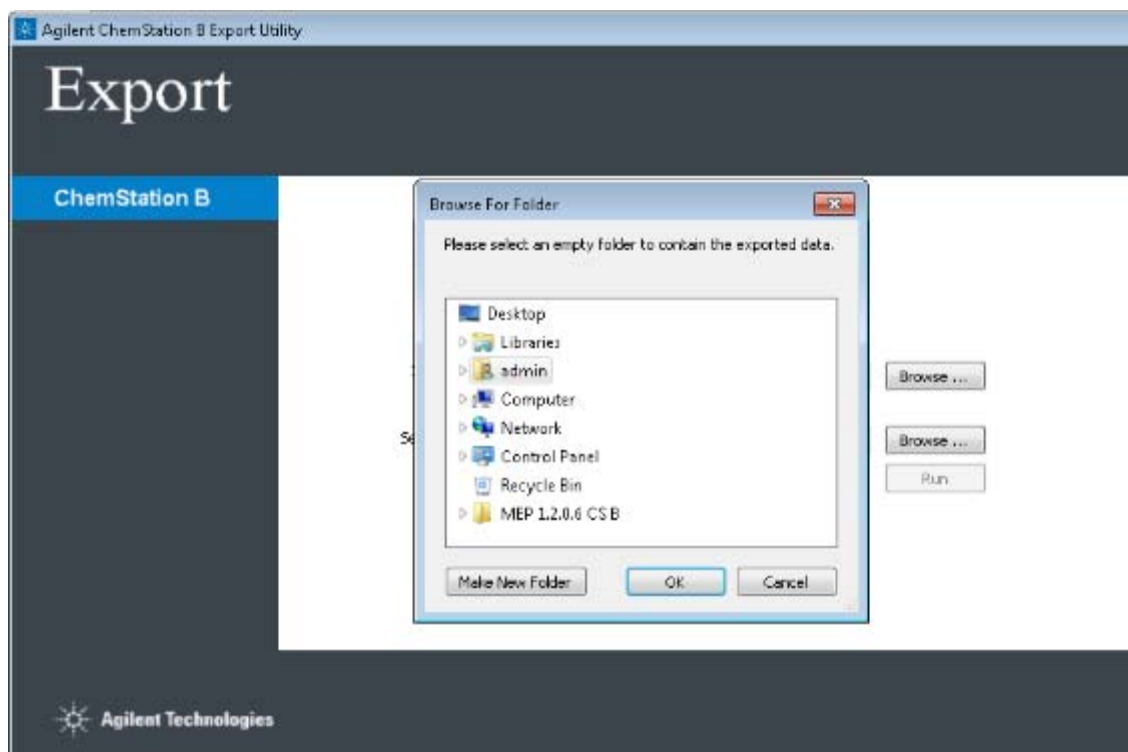 Agilent ChemStation B Export Utility
Export
ChemStation B
Browse For Folder
Please select an empty folder to contain the exported data.
Desktop
Libraries
admin
Computer
Network
Control Panel
Recycle Bin
MEP 1.2.0.6 CS B
Browse ...
Browse ...
Run
Make New Folder
OK
Cancel
Agilent Technologies